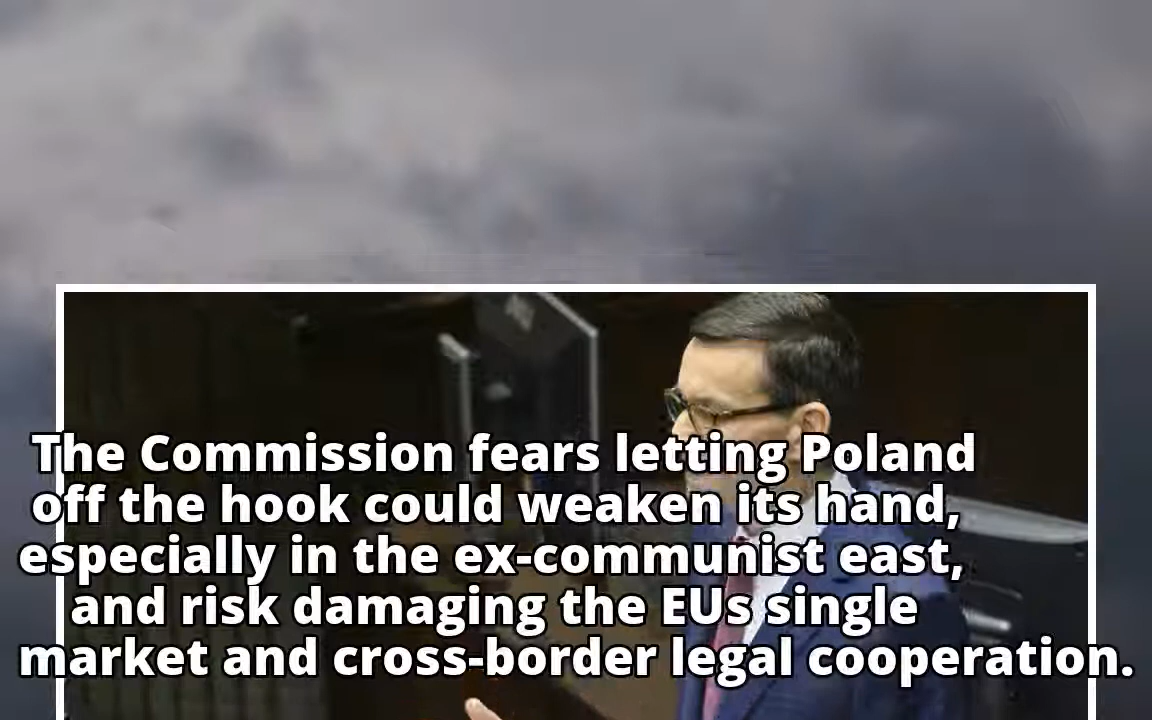 The Commission fears letting Poland
off the hook could weaken its hand,
especially in the ex-communist east,
and risk damaging the EUs single
market and cross-border legal cooperation.